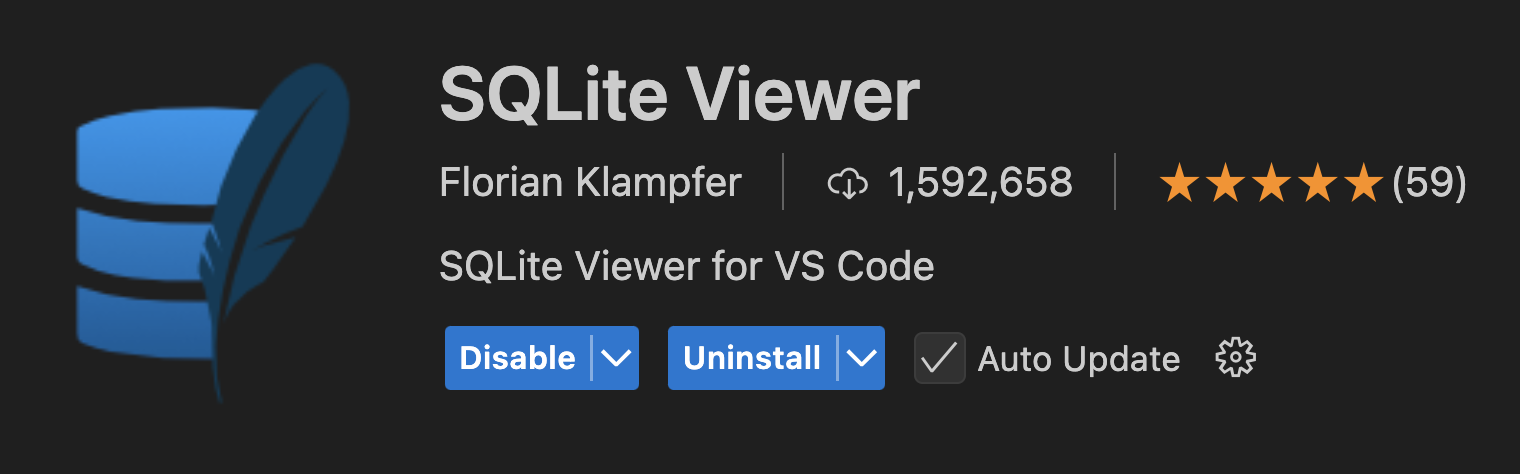 SQLite Viewer
Florian Klampfer 1,592,658 ★★★★★(59)
SQLite Viewer for VS Code
Disable Uninstall Auto Update